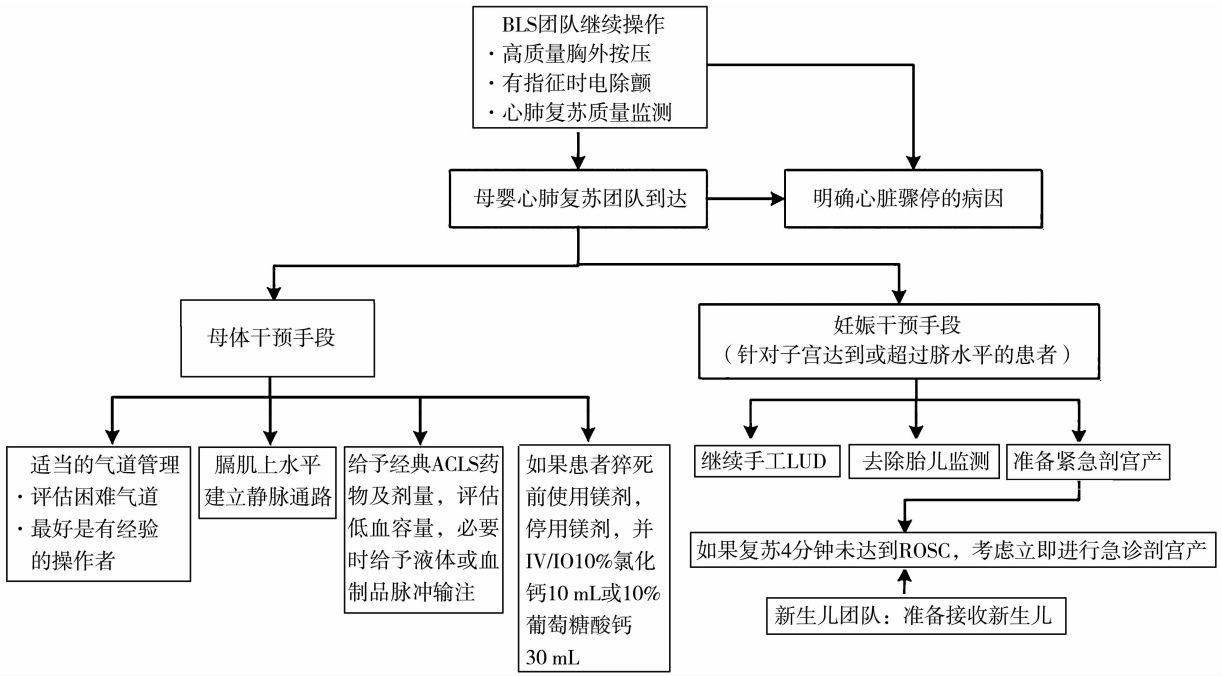 BLS团队继续操作
·高质量胸外按压
·有指征时电除颤
·心肺复苏质量监测
母婴心肺复苏团队到达
明确心脏骤停的病因
母体干预手段
妊娠干预手段
（针对子宫达到或超过脐水平的患者）
适当的气道管理
·评估困难气道
·最好是有经验
的操作者
膈肌上水平
建立静脉通路
给予经典ACLS药
物及剂量，评估
低血容量，必要
时给予液体或血
制品脉冲输注
如果患者猝死
前使用镁剂，
停用镁剂，并
IV/IO10%氯化
钙10 mL或10%
葡萄糖酸钙
30 mL
继续手工LUD
去除胎儿监测
准备紧急剖宫产
如果复苏4分钟未达到ROSC，考虑立即进行急诊剖宫产
新生儿团队：准备接收新生儿